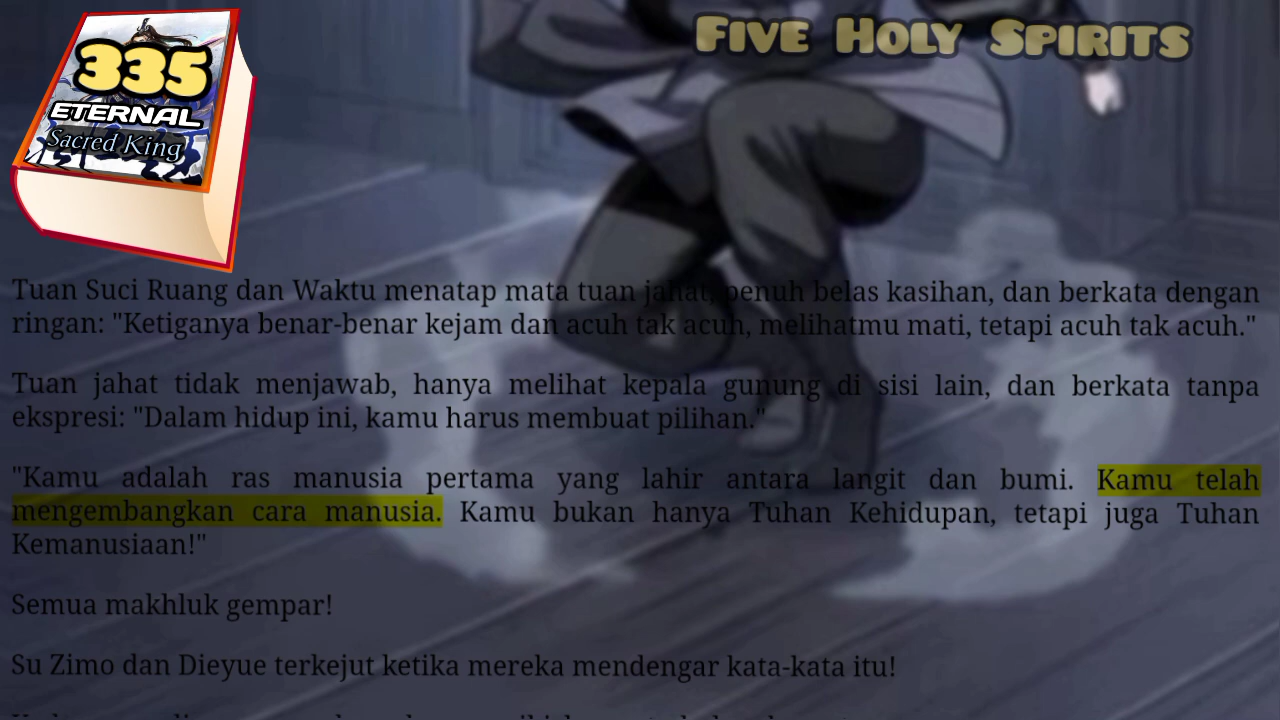 FIVE HOLY SPIRITS
335
ETERNAL
Sacred King
Tuan Suci Ruang dan Waktu menatap mata tuan jahat, penuh belas kasihan, dan berkata dengan
ringan: "Ketiganya benar-benar kejam dan acuh tak acuh, melihatmu mati, tetapi acuh tak acuh."
Tuan jahat tidak menjawab, hanya melihat kepala gunung di sisi lain, dan berkata tanpa
ekspresi: "Dalam hidup ini, kamu harus membuat pilihan."
"Kamu adalah ras manusia pertama yang lahir antara langit dan bumi. Kamu telah
mengembangkan cara manusia. Kamu bukan hanya Tuhan Kehidupan, tetapi juga Tuhan
Kemanusiaan!"
Semua makhluk gempar!
Su Zimo dan Dieyue terkejut ketika mereka mendengar kata-kata itu!